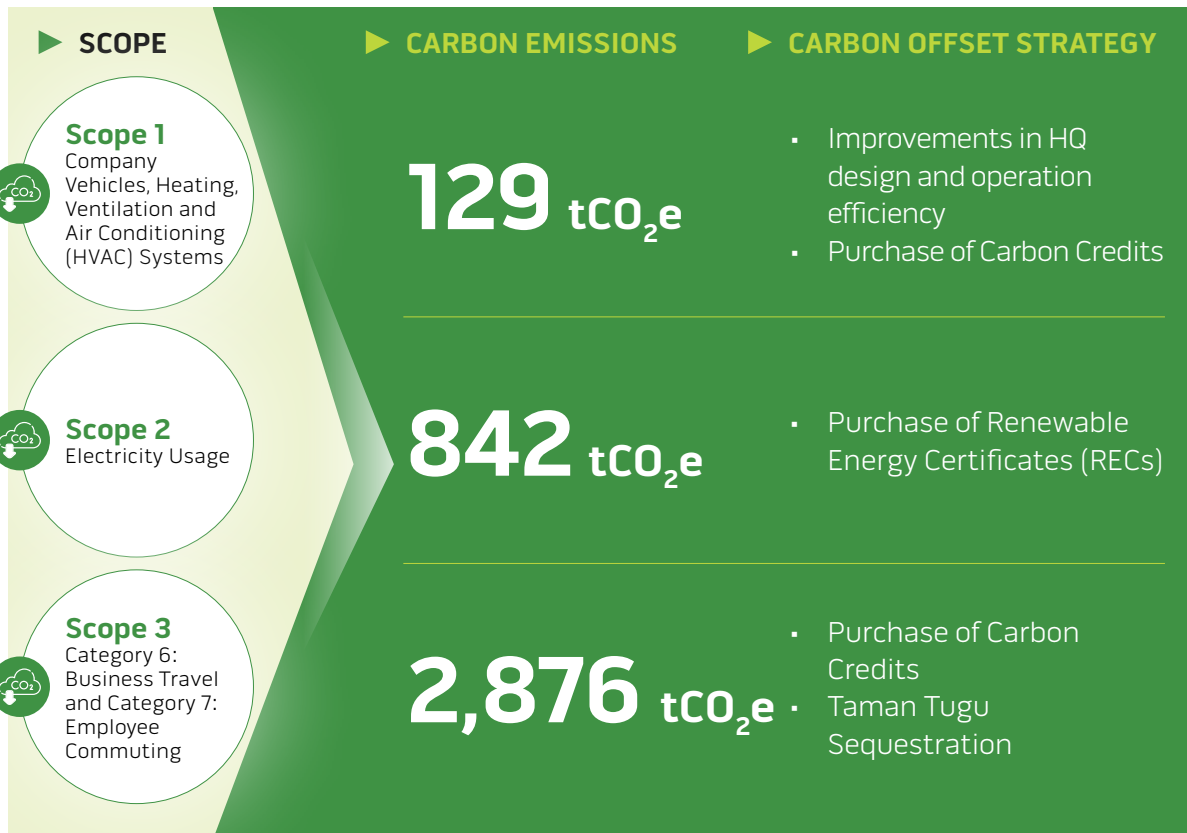 SCOPE
CARBON EMISSIONS
CARBON OFFSET STRATEGY
Scope 1
Company
Vehicles, Heating,
Ventilation and
Air Conditioning
(HVAC) Systems
CO₂
129 tCO₂e
▪ Improvements in HQ
design and operation
efficiency
▪ Purchase of Carbon Credits
Scope 2
Electricity Usage
CO₂
842 tCO₂e
▪ Purchase of Renewable
Energy Certificates (RECs)
Scope 3
Category 6:
Business Travel
and Category 7:
Employee
Commuting
CO₂
2,876 tCO₂e
▪ Purchase of Carbon
Credits
▪ Taman Tugu
Sequestration